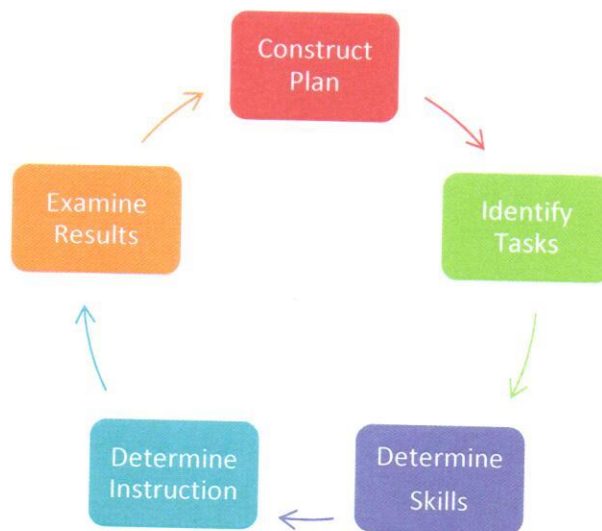 Construct
Plan
Identify
Tasks
Determine
Skills
Determine
Instruction
Examine
Results